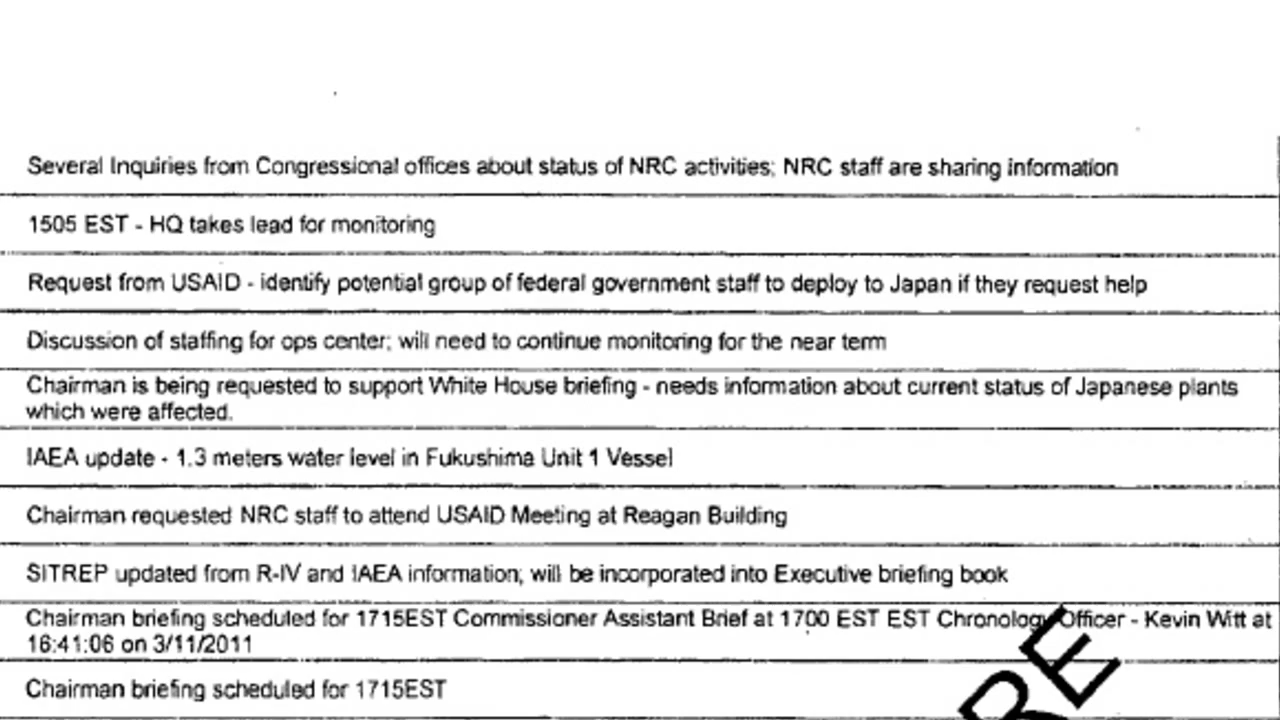 Several Inquiries from Congressional offices about status of NRC activities; NRC staff are sharing information
1505 EST - HQ takes lead for monitoring
Request from USAID - identify potential group of federal government staff to deploy to Japan if they request help
Discussion of staffing for ops center; will need to continue monitoring for the near term
Chairman is being requested to support White House briefing - needs information about current status of Japanese plants
which were affected.
IAEA update - 1.3 meters water level in Fukushima Unit 1 Vessel
Chairman requested NRC staff to attend USAID Meeting at Reagan Building
SITREP updated from R-IV and IAEA information; will be incorporated into Executive briefing book
Chairman briefing scheduled for 1715EST Commissioner Assistant Brief at 1700 EST EST Chronology Officer - Kevin Witt at
16:41:06 on 3/11/2011
Chairman briefing scheduled for 1715EST
RE